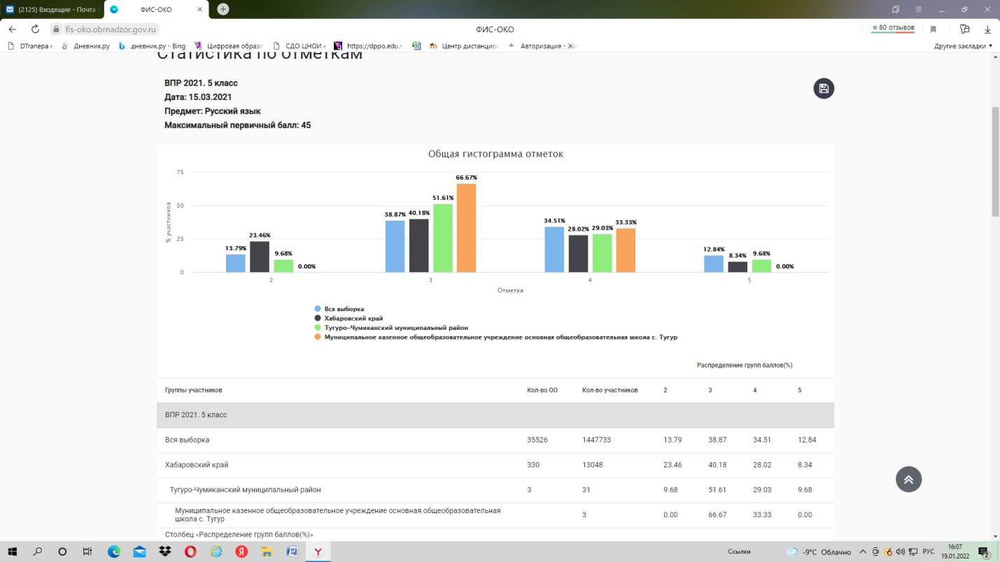 (2125) Входящие - Почта
ФИС-ОКО
fis-oko.obrnadzor.gov.ru
ФИС-ОКО
★ 80 отзывов
DTraпера ›
Дневник.ру
дневник.ру - Bing
Цифровая образо
СДО ЦНОИ ›
https://dppo.edu.ru
Центр дистанцио
Авторизация - Жи
Другие закладки
Статистика по отметкам
ВПР 2021. 5 класс
Дата: 15.03.2021
Предмет: Русский язык
Максимальный первичный балл: 45
Общая гистограмма отметок
75
50
25
0
% участников
13.79% 23.46% 9.68% 0.00%
38.87% 40.18% 51.61% 66.67%
34.51% 28.02% 29.03% 33.33%
12.84% 8.34% 9.68% 0.00%
2 3 4 5
Отметка
Вся выборка
Хабаровский край
Тугуро-Чумиканский муниципальный район
Муниципальное казенное общеобразовательное учреждение основная общеобразовательная школа с. Тугур
Распределение групп баллов(%)
Группы участников Кол-во ОО Кол-во участников 2 3 4 5
ВПР 2021. 5 класс
Вся выборка 35526 1447733 13.79 38.87 34.51 12.84
Хабаровский край 330 13048 23.46 40.18 28.02 8.34
Тугуро-Чумиканский муниципальный район 3 31 9.68 51.61 29.03 9.68
Муниципальное казенное общеобразовательное учреждение основная общеобразовательная
школа с. Тугур 3 0.00 66.67 33.33 0.00
Столбец «Распределение групп баллов(%)»
Ссылки
-9°C Облачно
РУС
16:07
19.01.2022
2